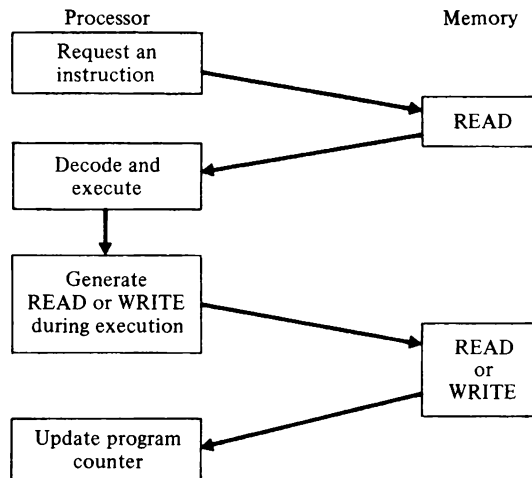 Processor
Memory
Request an
instruction
READ
Decode and
execute
Generate
READ or WRITE
during execution
READ
or
WRITE
Update program
counter